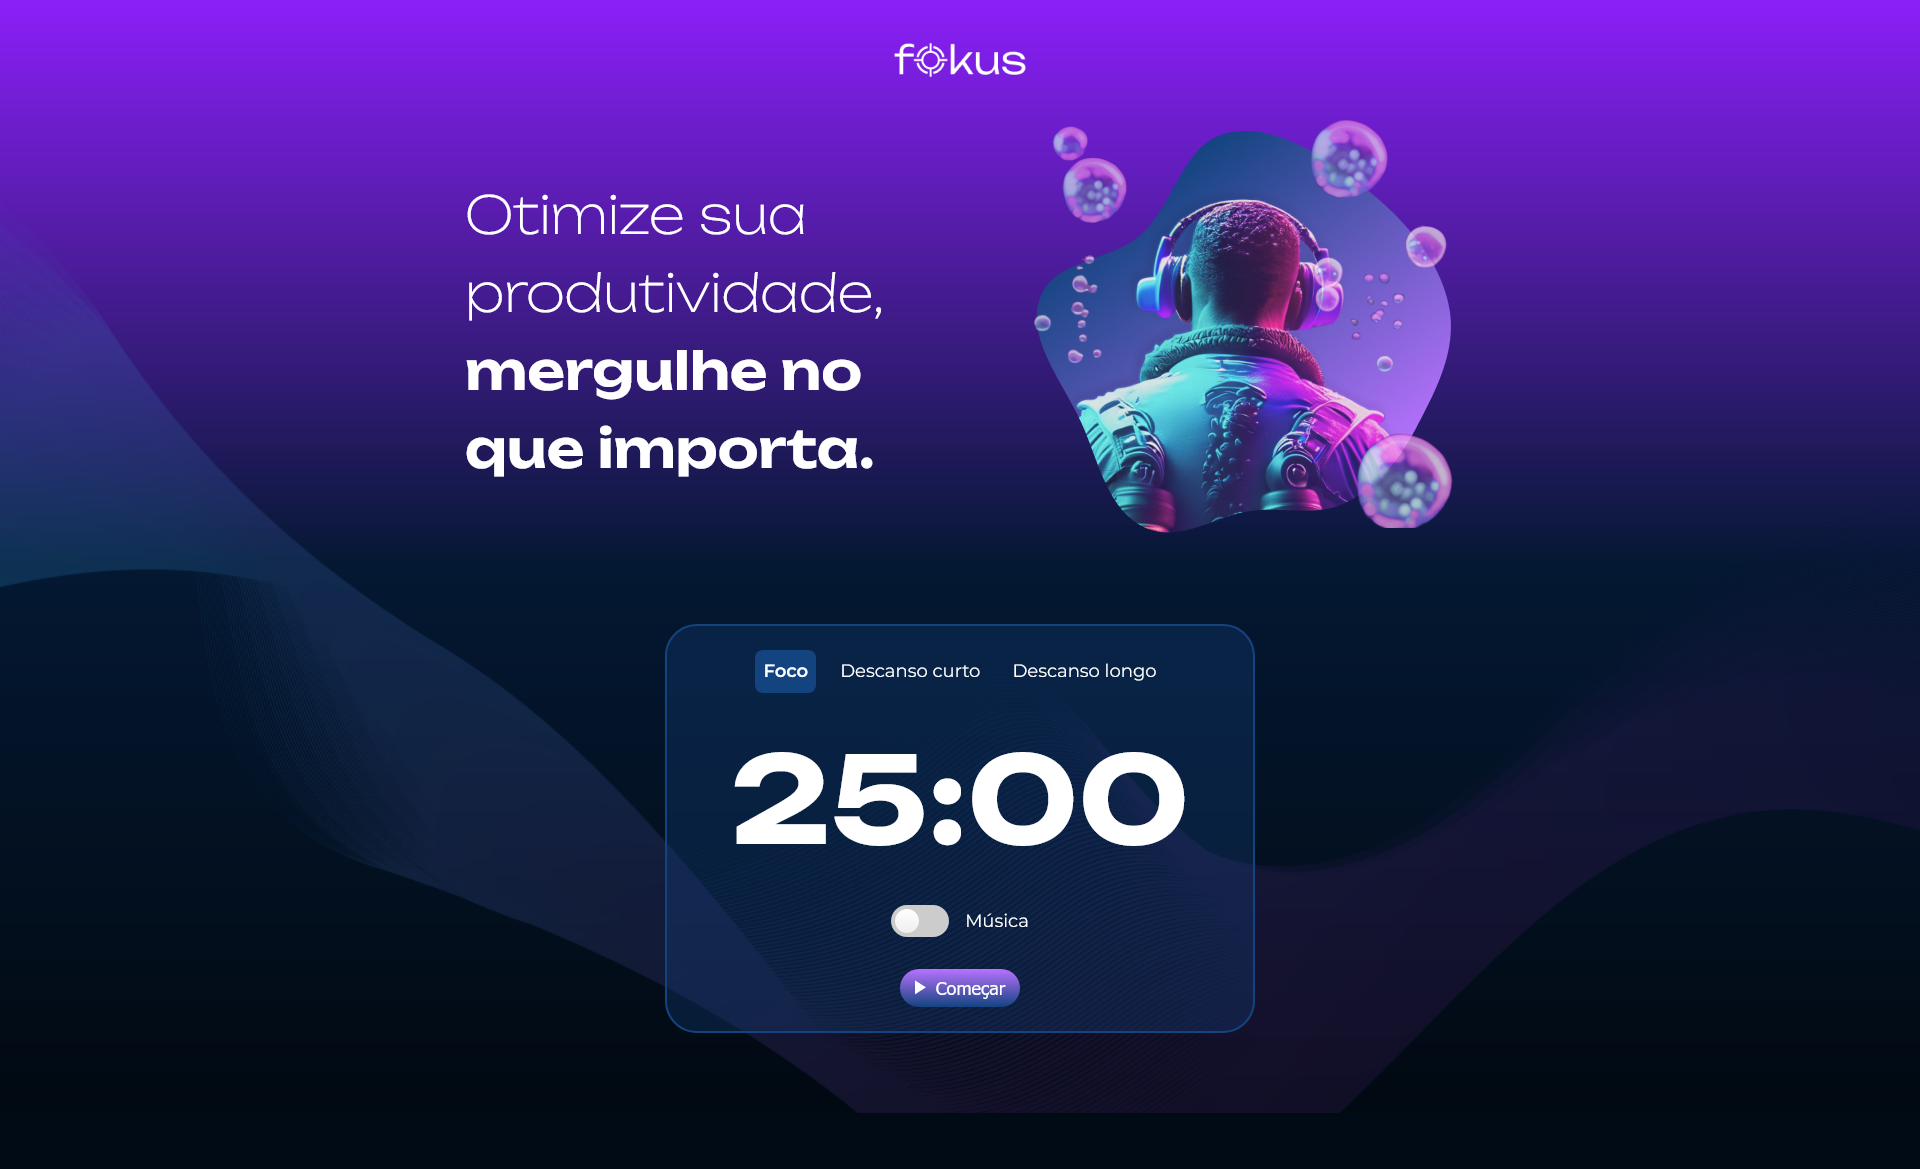 fokus
Otimize sua
produtividade,
mergulhe no
que importa.
Foco Descanso curto Descanso longo
25:00
Música
Começar